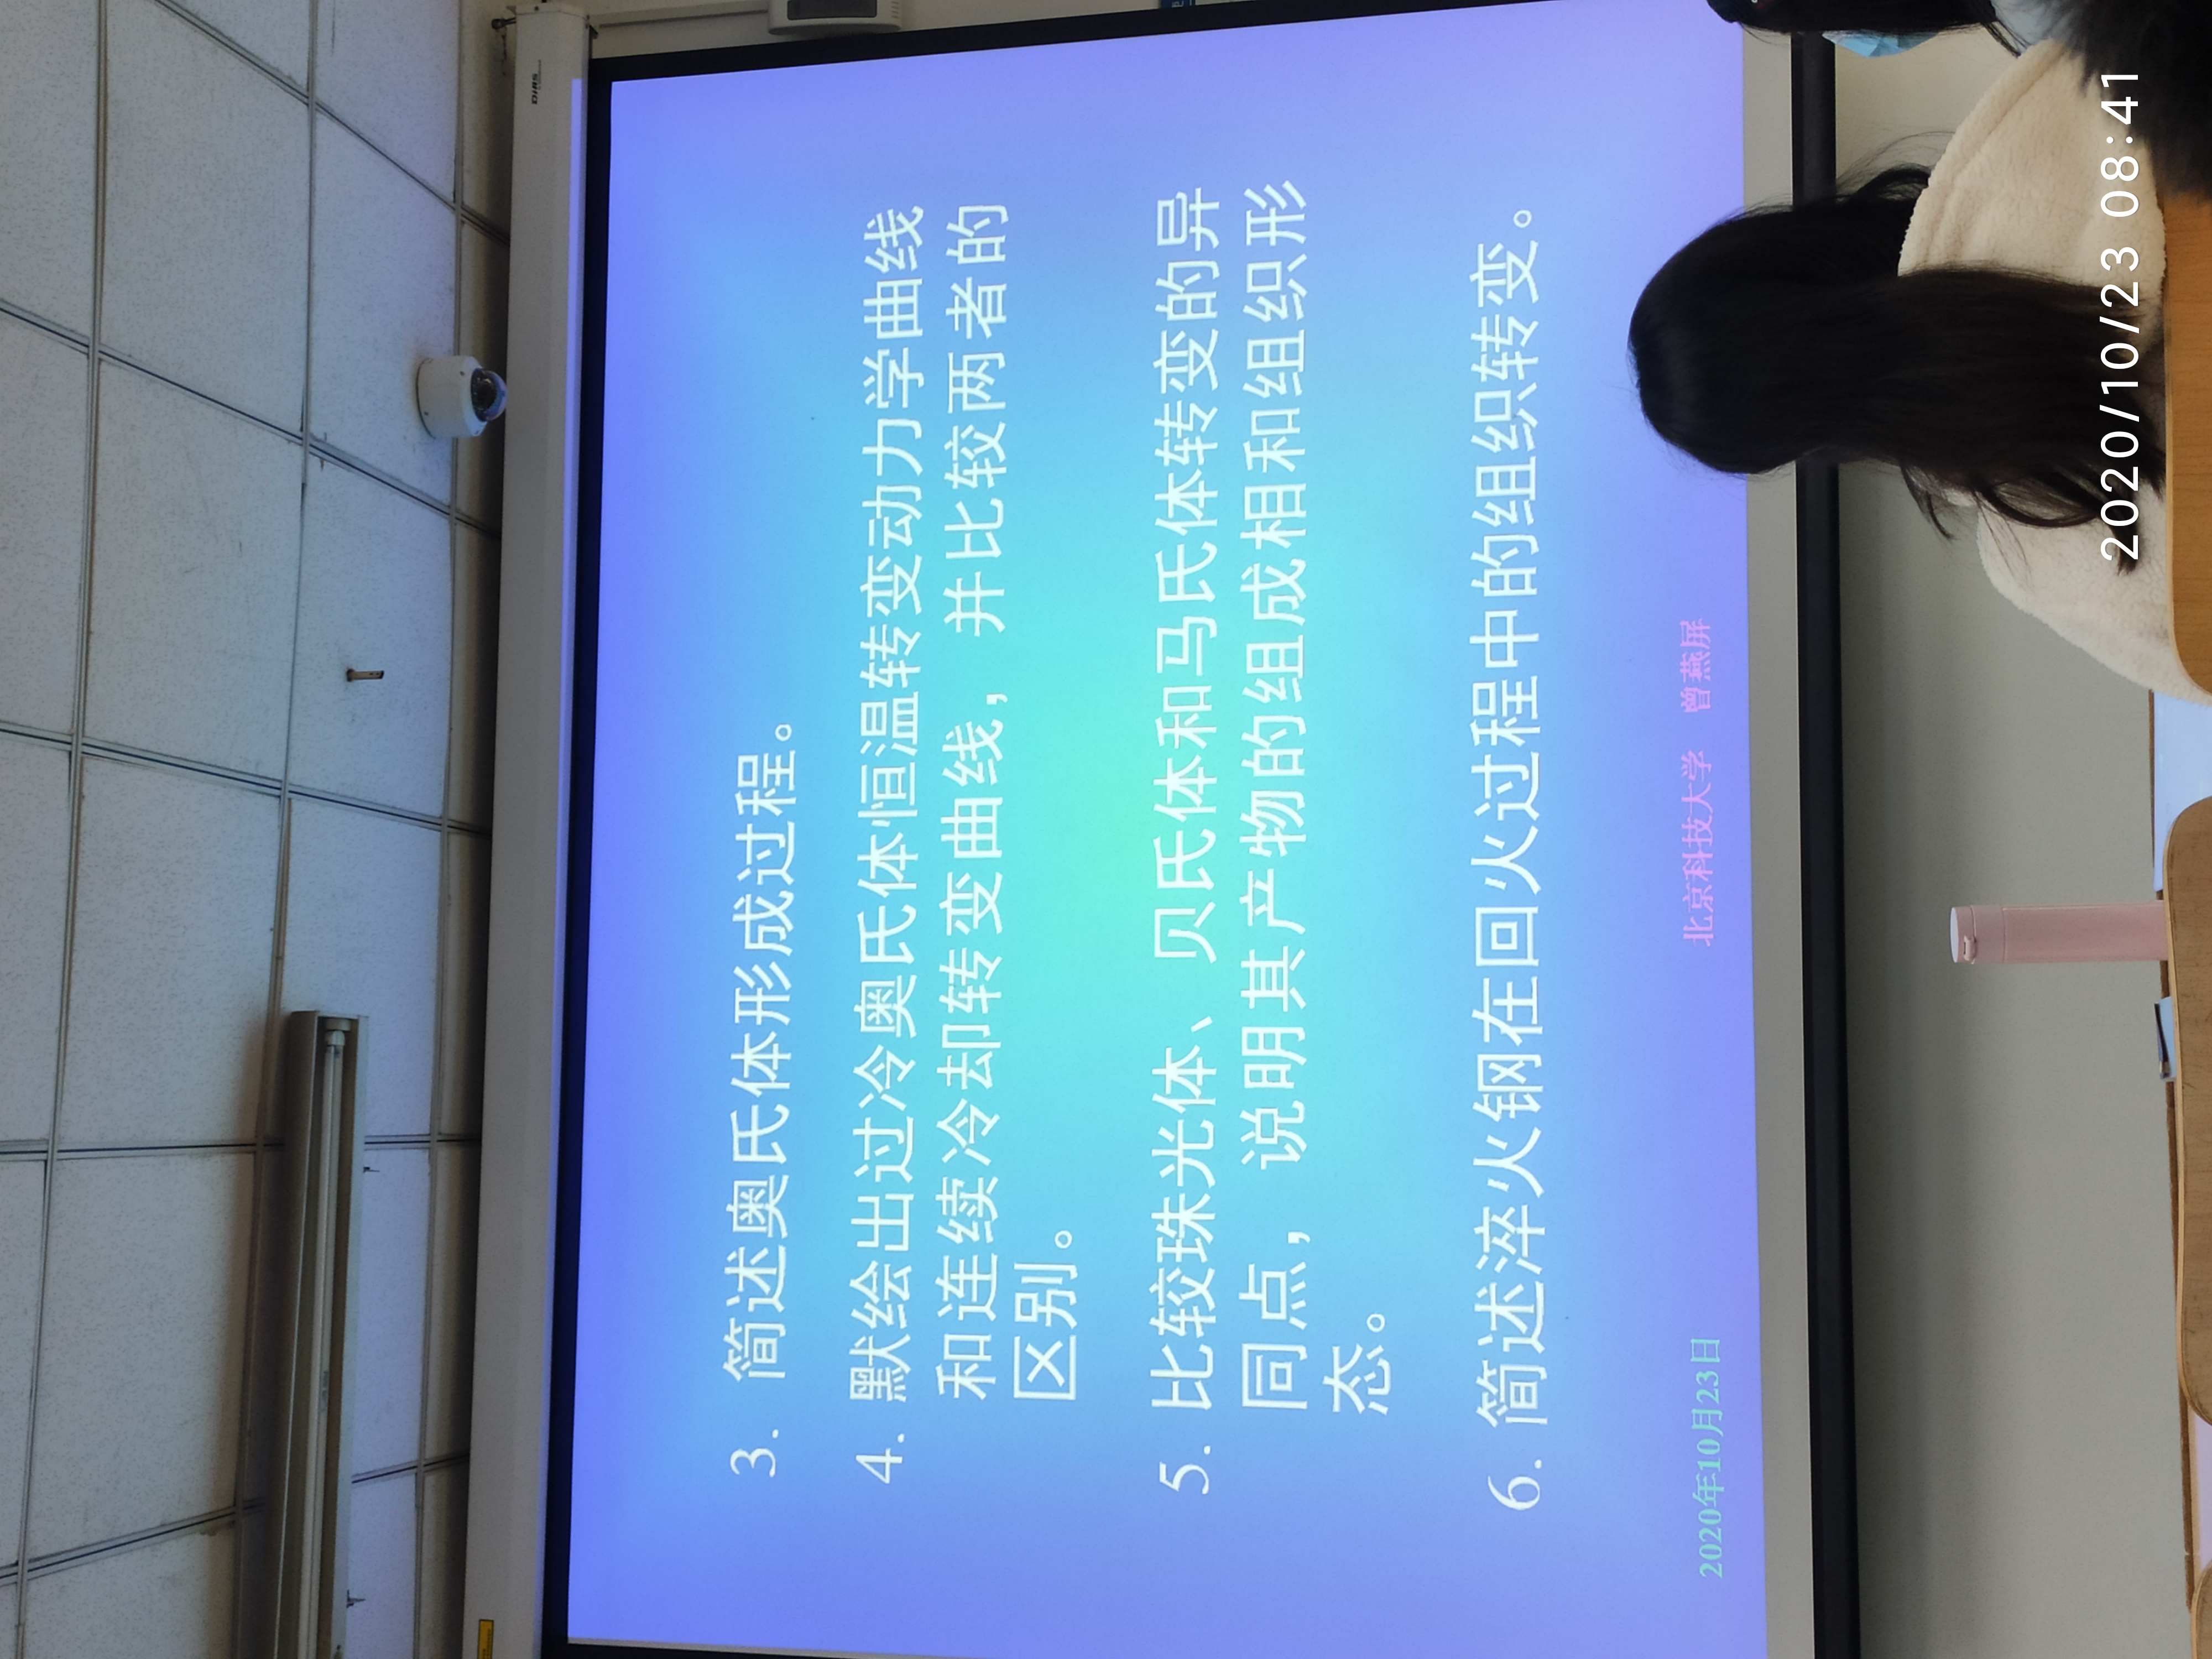 DIRS
3. 简述奥氏体形成过程。
4. 默绘出过冷奥氏体恒温转变动力学曲线
和连续冷却转变曲线，并比较两者的
区别。
5. 比较珠光体、贝氏体和马氏体转变的异
同点，说明其产物的组成相和组织形
态。
6. 简述淬火钢在回火过程中的组织转变。
2020年10月23日
北京科技大学 曾燕屏
2020/10/23 08:41